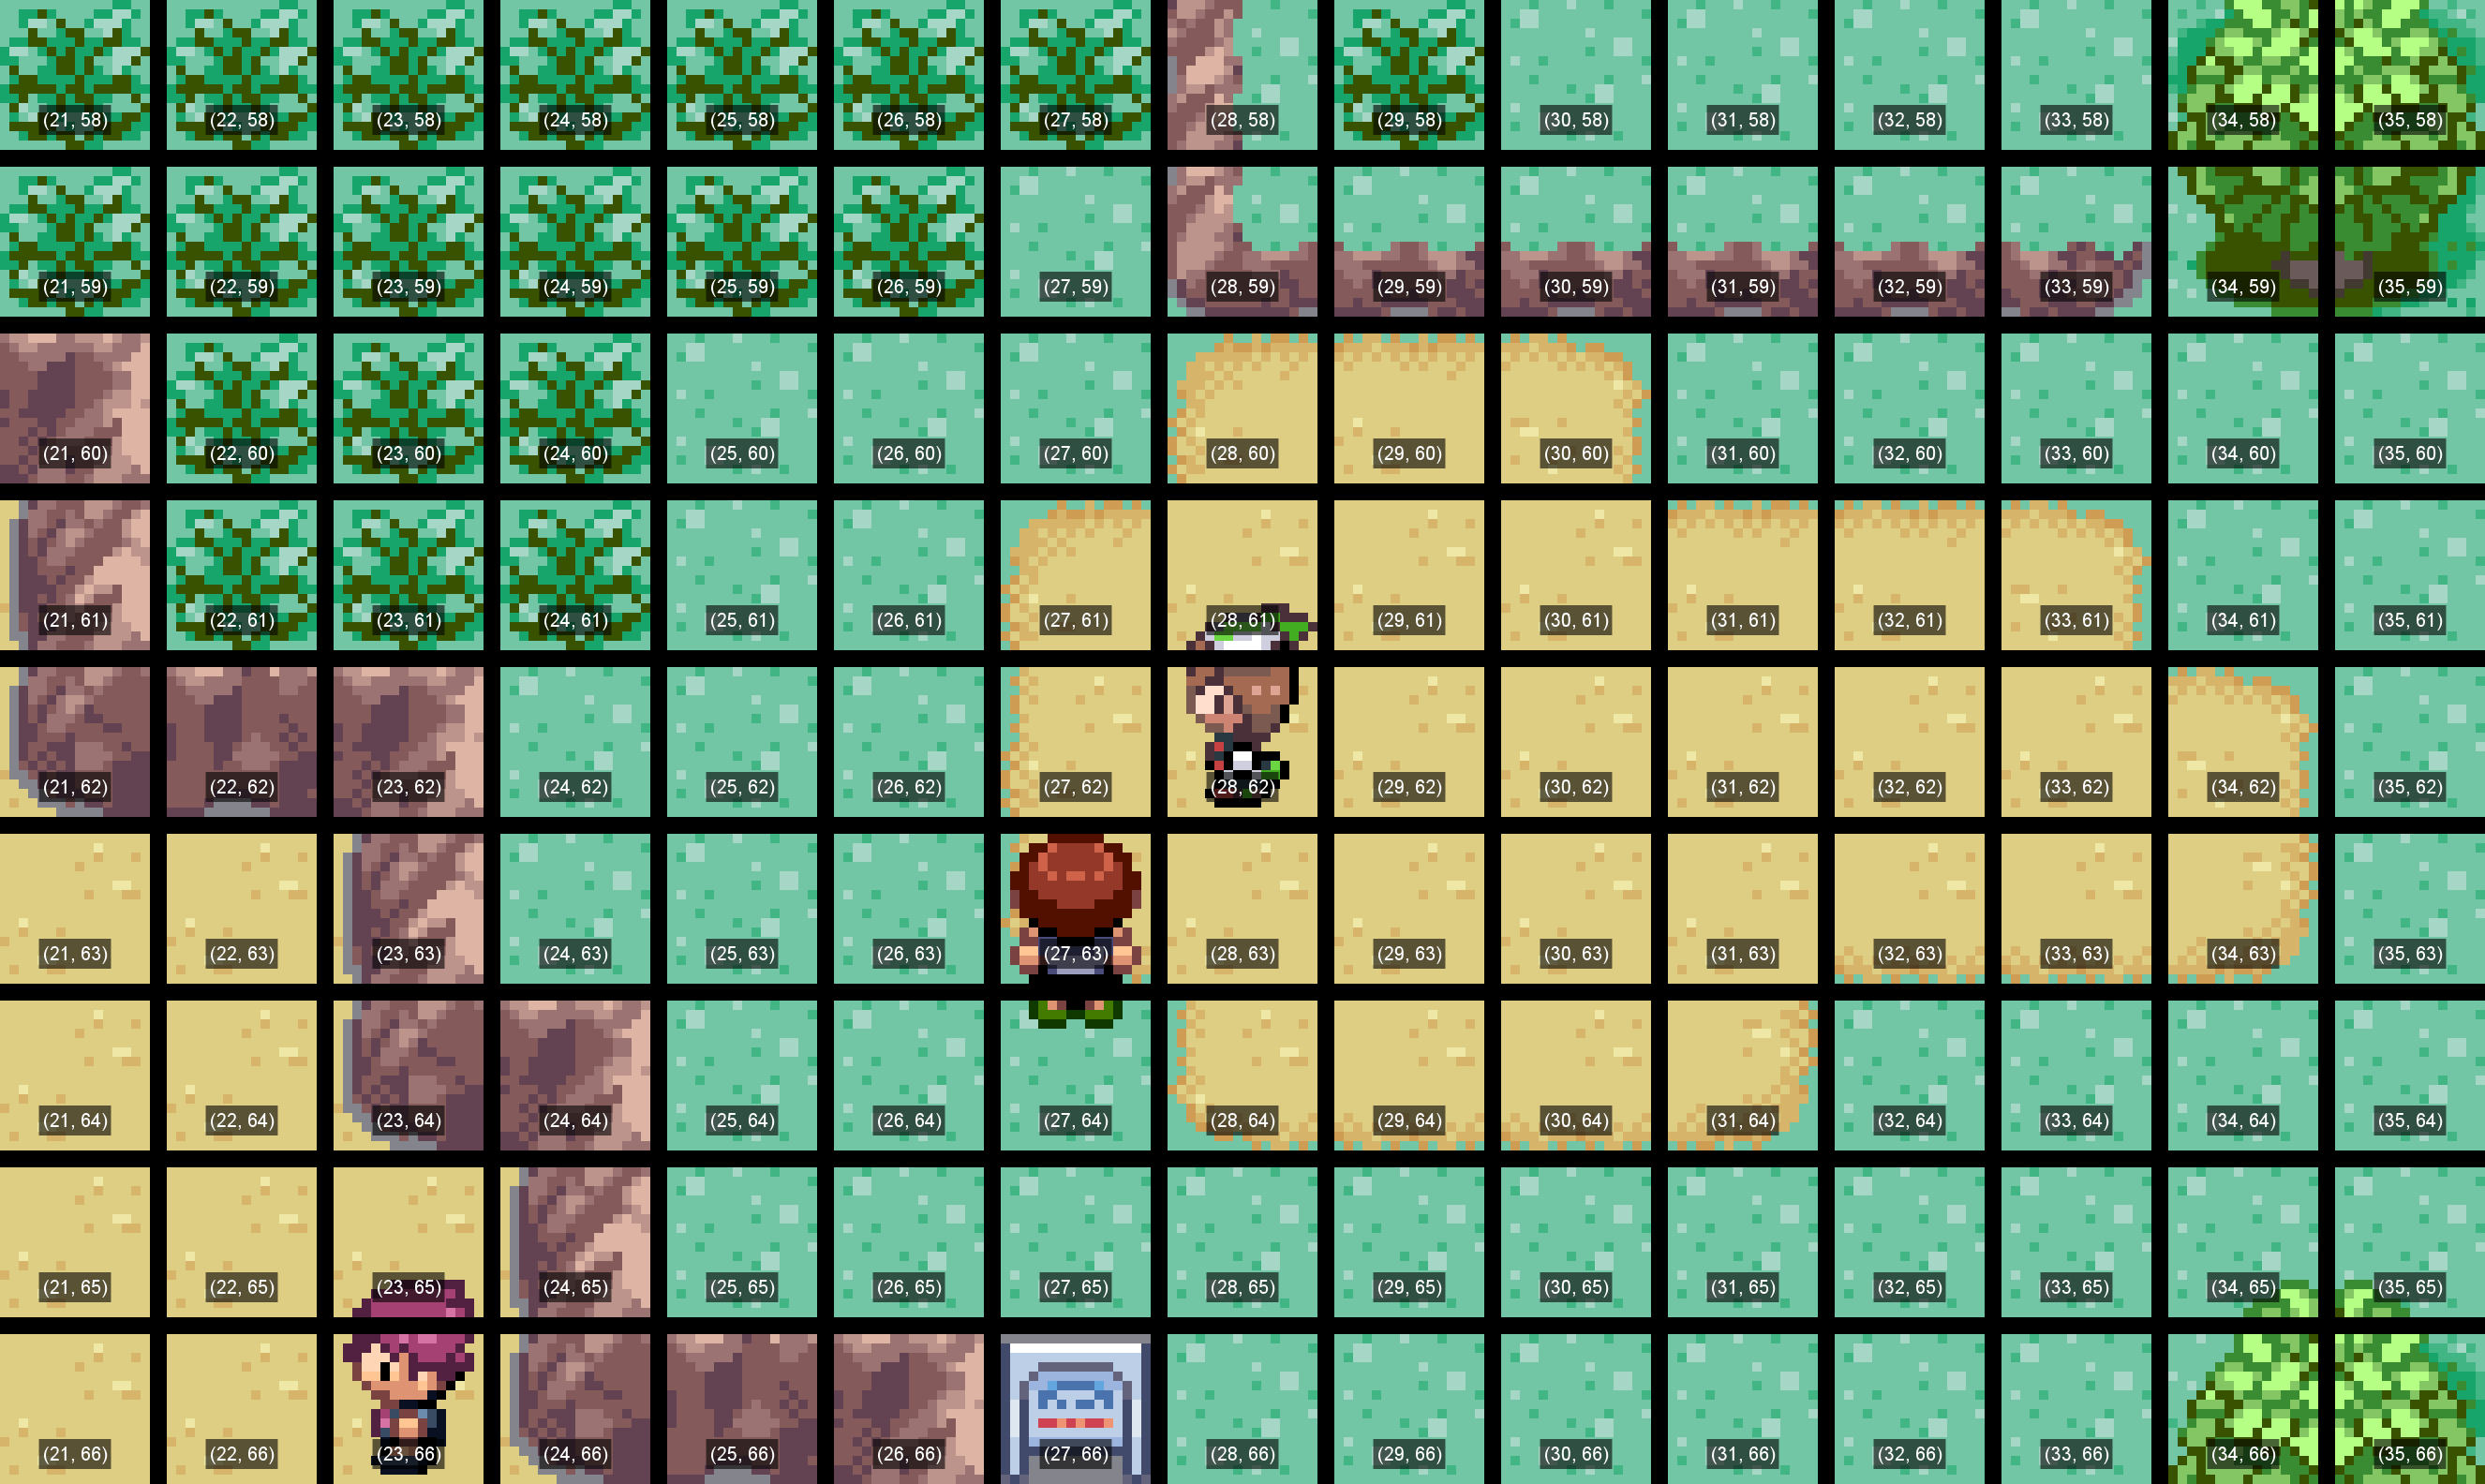 (21, 58) (22, 58) (23, 58) (24, 58) (25, 58) (26, 58) (27, 58) (28, 58) (29, 58) (30, 58) (31, 58) (32, 58) (33, 58) (34, 58) (35, 58)
(21, 59) (22, 59) (23, 59) (24, 59) (25, 59) (26, 59) (27, 59) (28, 59) (29, 59) (30, 59) (31, 59) (32, 59) (33, 59) (34, 59) (35, 59)
(21, 60) (22, 60) (23, 60) (24, 60) (25, 60) (26, 60) (27, 60) (28, 60) (29, 60) (30, 60) (31, 60) (32, 60) (33, 60) (34, 60) (35, 60)
(21, 61) (22, 61) (23, 61) (24, 61) (25, 61) (26, 61) (27, 61) (28, 61) (29, 61) (30, 61) (31, 61) (32, 61) (33, 61) (34, 61) (35, 61)
(21, 62) (22, 62) (23, 62) (24, 62) (25, 62) (26, 62) (27, 62) (28, 62) (29, 62) (30, 62) (31, 62) (32, 62) (33, 62) (34, 62) (35, 62)
(21, 63) (22, 63) (23, 63) (24, 63) (25, 63) (26, 63) (27, 63) (28, 63) (29, 63) (30, 63) (31, 63) (32, 63) (33, 63) (34, 63) (35, 63)
(21, 64) (22, 64) (23, 64) (24, 64) (25, 64) (26, 64) (27, 64) (28, 64) (29, 64) (30, 64) (31, 64) (32, 64) (33, 64) (34, 64) (35, 64)
(21, 65) (22, 65) (23, 65) (24, 65) (25, 65) (26, 65) (27, 65) (28, 65) (29, 65) (30, 65) (31, 65) (32, 65) (33, 65) (34, 65) (35, 65)
(21, 66) (22, 66) (23, 66) (24, 66) (25, 66) (26, 66) (27, 66) (28, 66) (29, 66) (30, 66) (31, 66) (32, 66) (33, 66) (34, 66) (35, 66)